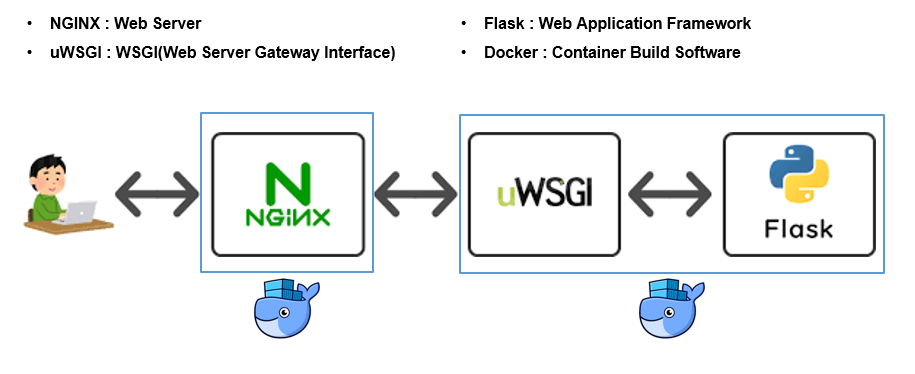 • NGINX : Web Server
• uWSGI : WSGI(Web Server Gateway Interface)
• Flask : Web Application Framework
• Docker : Container Build Software
N
NGiNX
uWSGI
Flask